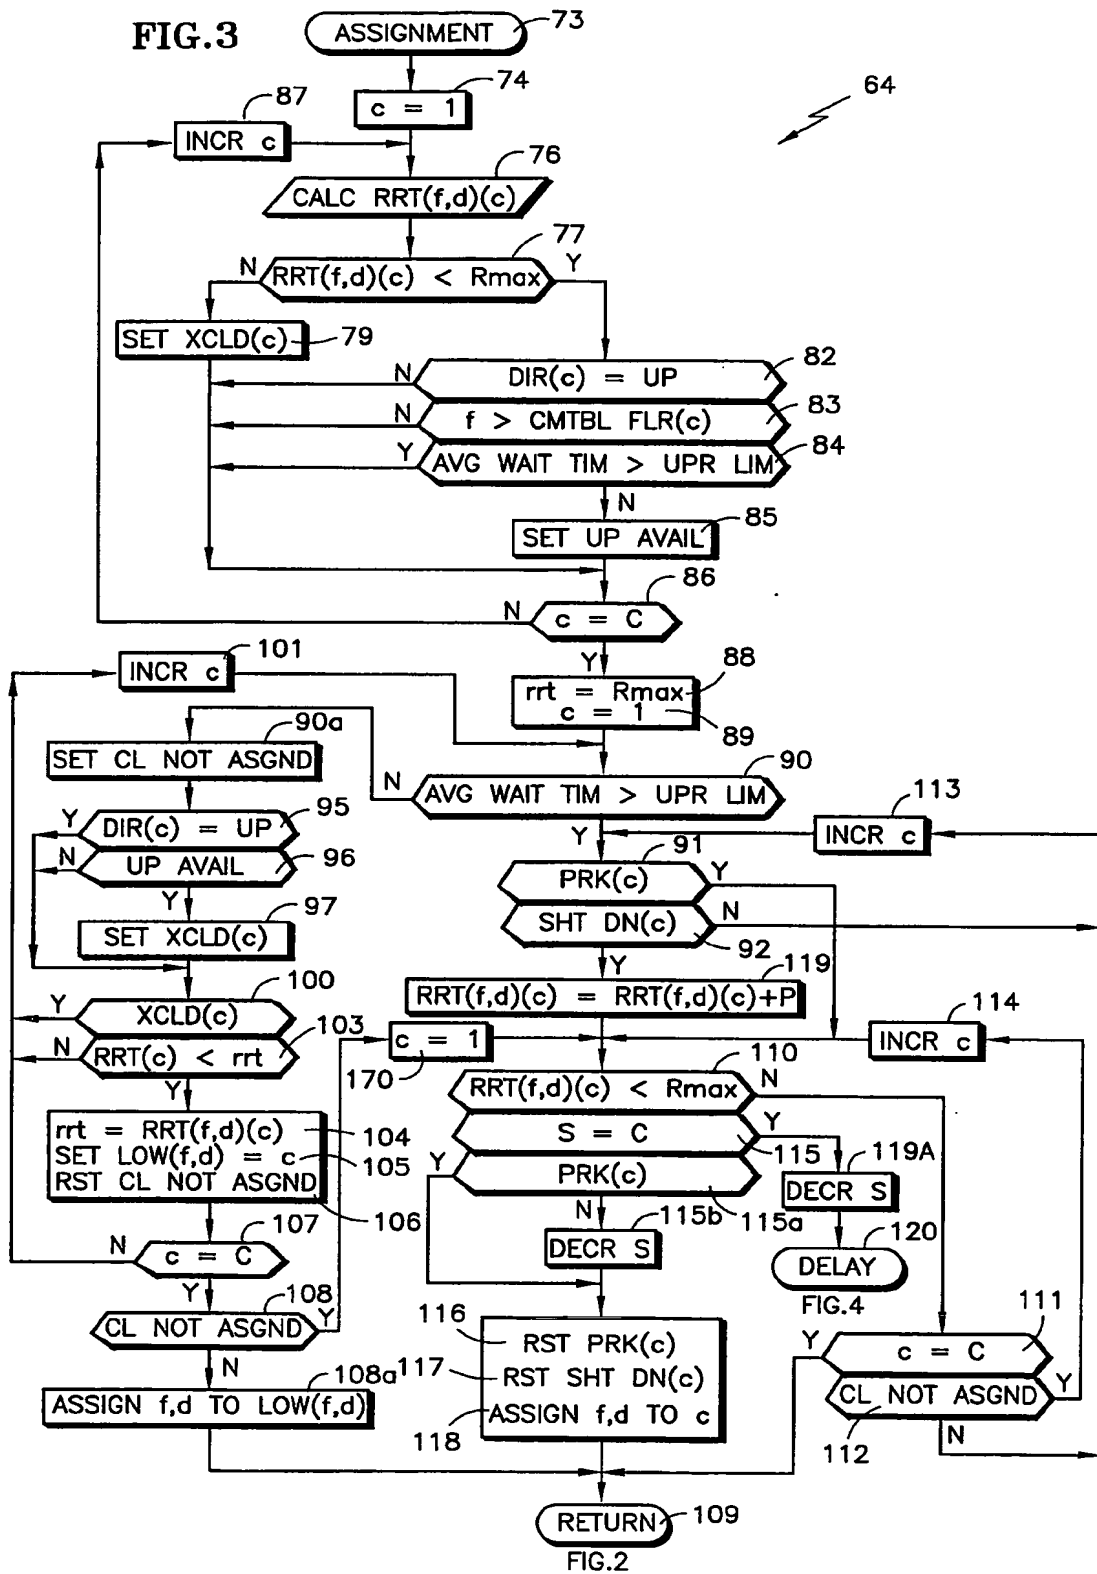 FIG.3
ASSIGNMENT 73
74
c = 1
64
87
INCR c
76
CALC RRT(f,d)(c)
77
N RRT(f,d)(c) < Rmax Y
SET XCLD(c) 79
N DIR(c) = UP 82
N f > CMTBL FLR(c) 83
Y AVG WAIT TIM > UPR LIM 84
N
85
SET UP AVAIL
86
N c = C
Y
101
INCR c
rrt = Rmax 88
c = 1 89
90a
SET CL NOT ASGND
90
N AVG WAIT TIM > UPR LIM
Y
113
INCR c
Y DIR(c) = UP 95
N UP AVAIL 96
Y
97
SET XCLD(c)
91
PRK(c) Y
SHT DN(c) N
92
Y
119
RRT(f,d)(c) = RRT(f,d)(c)+P
100
Y XCLD(c)
N RRT(c) < rrt 103
Y
c = 1
170
114
INCR c
110
RRT(f,d)(c) < Rmax N
S = C Y
115
Y PRK(c)
115a
N
115b
DECR S
119A
DECR S
DELAY 120
FIG.4
rrt = RRT(f,d)(c) 104
SET LOW(f,d) = c 105
RST CL NOT ASGND
106
107
N c = C
Y
108
CL NOT ASGND Y
N
108a
ASSIGN f,d TO LOW(f,d)
116
RST PRK(c)
117
RST SHT DN(c)
ASSIGN f,d TO c
118
111
Y c = C
CL NOT ASGND Y
112
N
RETURN 109
FIG.2